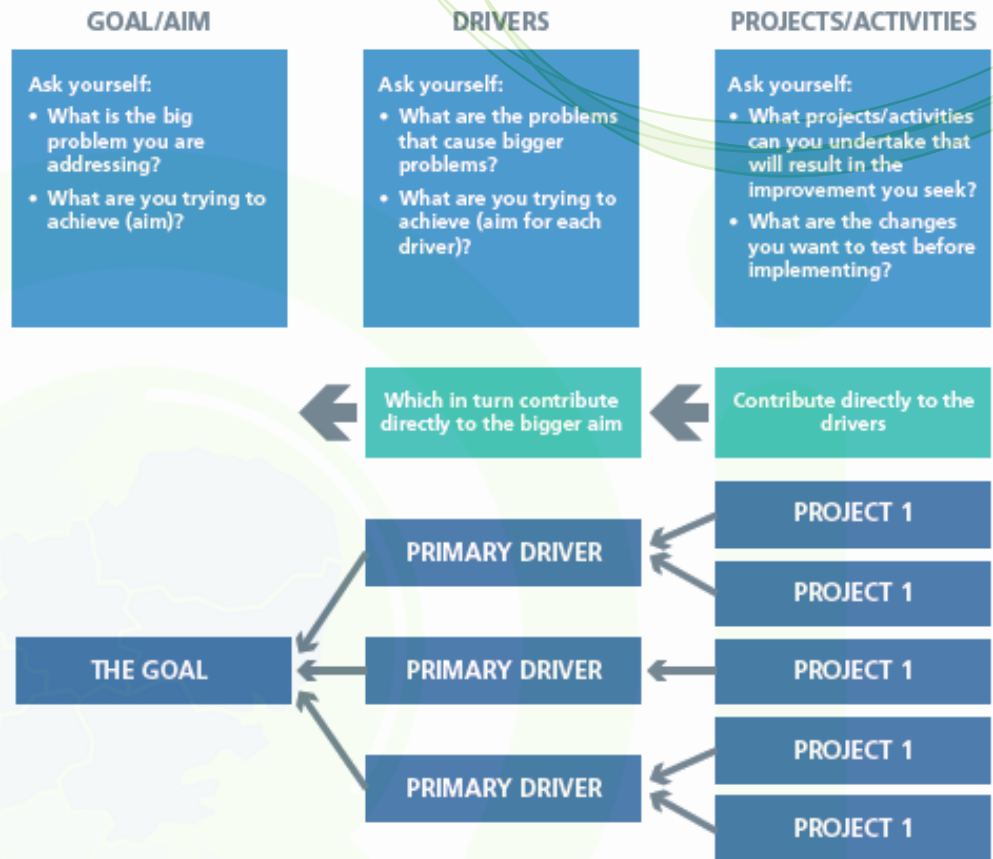 GOAL/AIM
DRIVERS
PROJECTS/ACTIVITIES
Ask yourself:
• What is the big
problem you are
addressing?
• What are you trying to
achieve (aim)?
Ask yourself:
• What are the problems
that cause bigger
problems?
• What are you trying to
achieve (aim for each
driver)?
Ask yourself:
• What projects/activities
can you undertake that
will result in the
improvement you seek?
• What are the changes
you want to test before
implementing?
Which in turn contribute
directly to the bigger aim
Contribute directly to the
drivers
THE GOAL
PRIMARY DRIVER
PRIMARY DRIVER
PRIMARY DRIVER
PROJECT 1
PROJECT 1
PROJECT 1
PROJECT 1
PROJECT 1